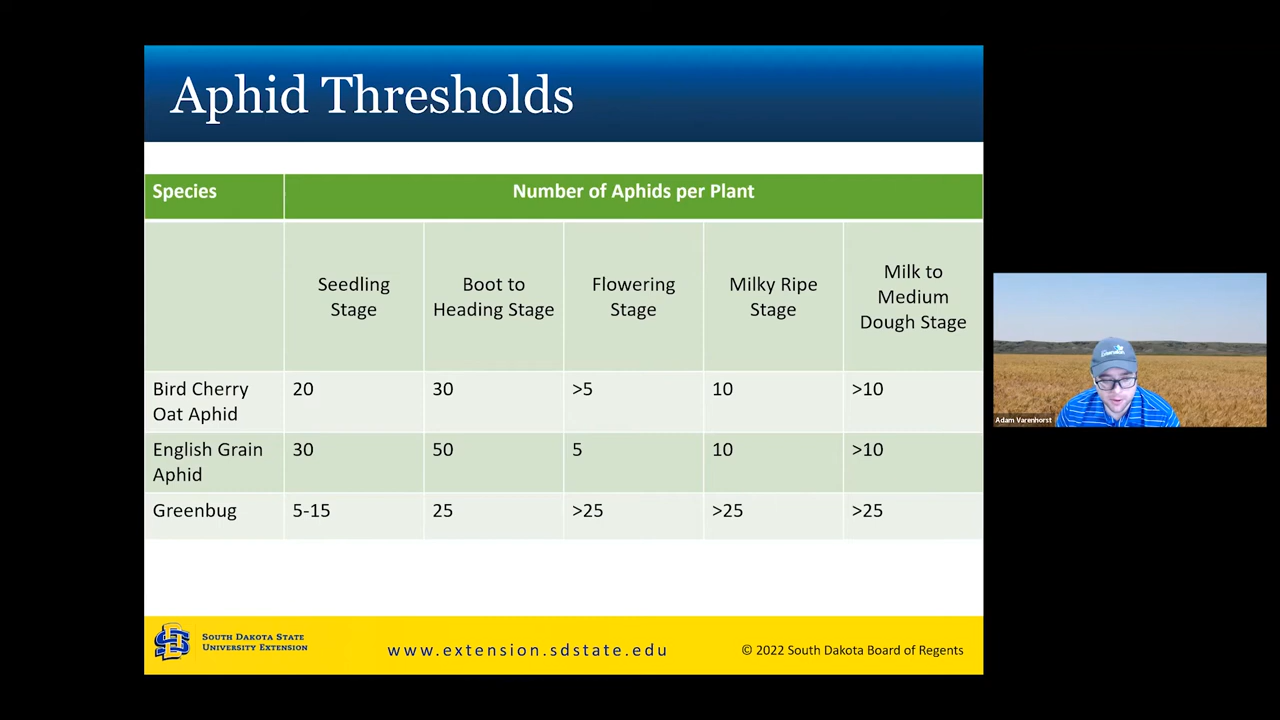 Aphid Thresholds
Species
Number of Aphids per Plant
Seedling
Stage
Boot to
Heading Stage
Flowering
Stage
Milky Ripe
Stage
Milk to
Medium
Dough Stage
Bird Cherry
Oat Aphid
20
30
>5
10
>10
English Grain
Aphid
30
50
5
10
>10
Greenbug
5-15
25
>25
>25
>25
Adam Varenhorst
SOUTH DAKOTA STATE
UNIVERSITY EXTENSION
www.extension.sdstate.edu
© 2022 South Dakota Board of Regents